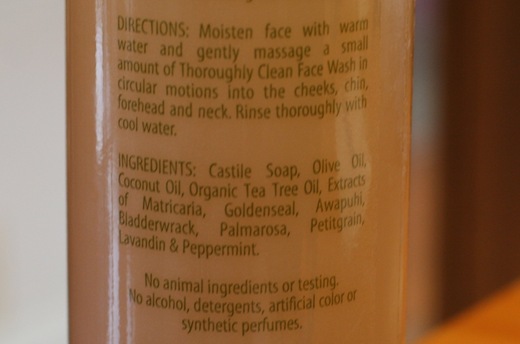 DIRECTIONS: Moisten face with warm
water and gently massage a small
amount of Thoroughly Clean Face Wash in
circular motions into the cheeks, chin,
forehead and neck. Rinse thoroughly with
cool water.
INGREDIENTS: Castile Soap, Olive Oil,
Coconut Oil, Organic Tea Tree Oil, Extracts
of Matricaria, Goldenseal, Awapuhi,
Bladderwrack, Palmarosa, Petitgrain,
Lavandin & Peppermint.
No animal ingredients or testing.
No alcohol, detergents, artificial color or
synthetic perfumes.